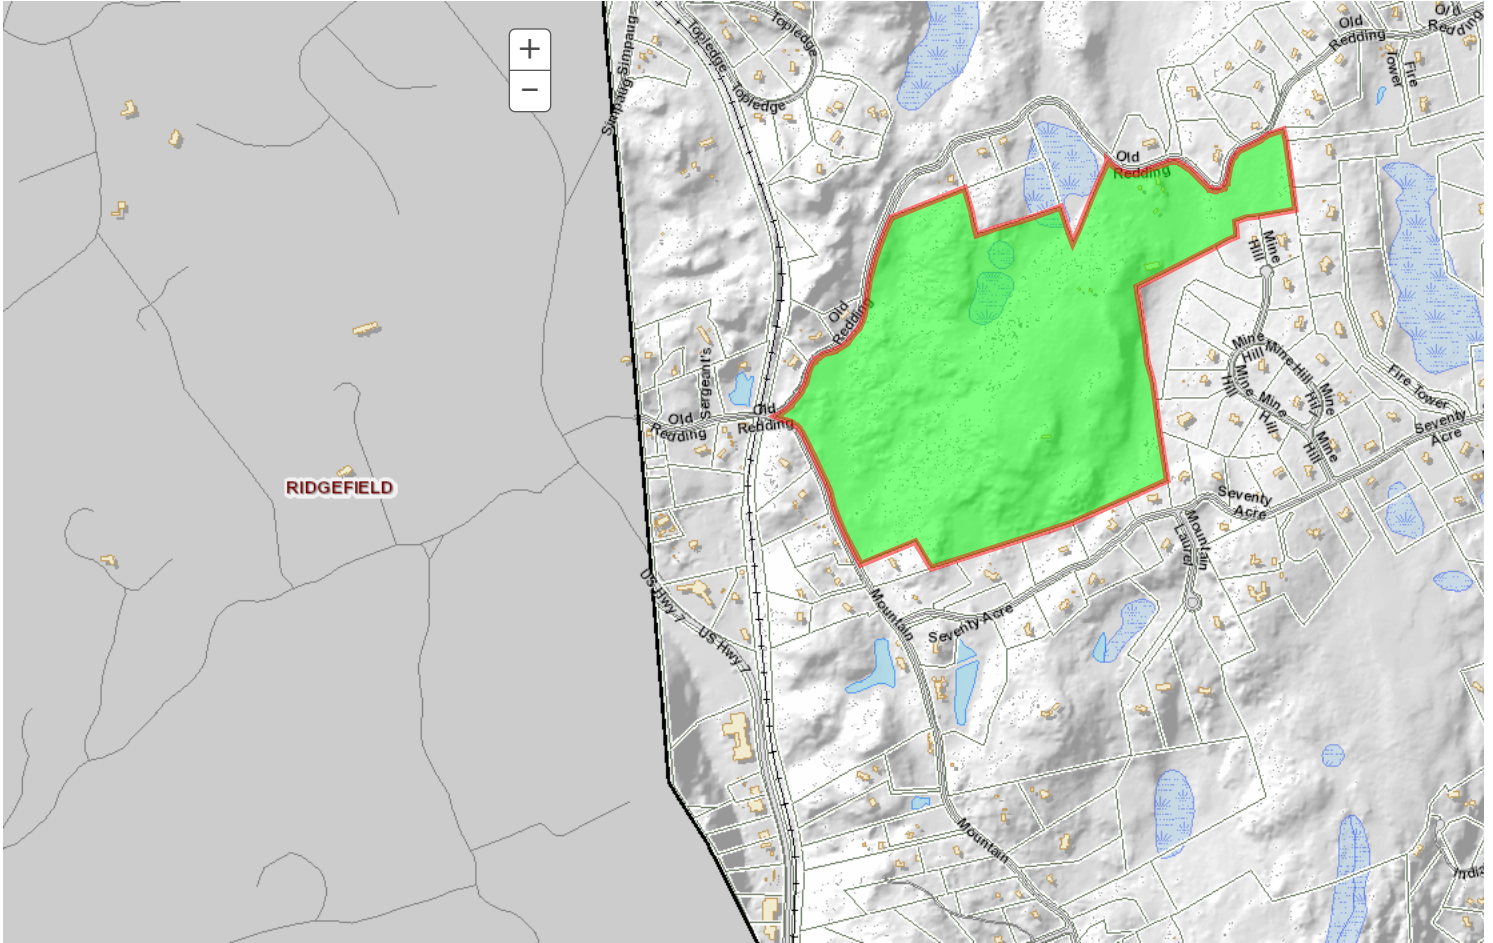 +
−
Simpaug
Simpaug
Topledge
Topledge
Topledge
Old
Redding
Old
Fire
Tower
Old
Redding
Old
Redding
Mine
Hill
Mine
Hill
Mine Hill
Mine
Hill
Mine
Hill
Mine
Hill
Mine
Hill
Fire Tower
Seventy
Acre
Sergeant's
Old
Redding
Old
Redding
RIDGEFIELD
Seventy
Acre
Mountain
Laurel
US Hwy 7
US Hwy 7
Mountain
Seventy Acre
Mountain